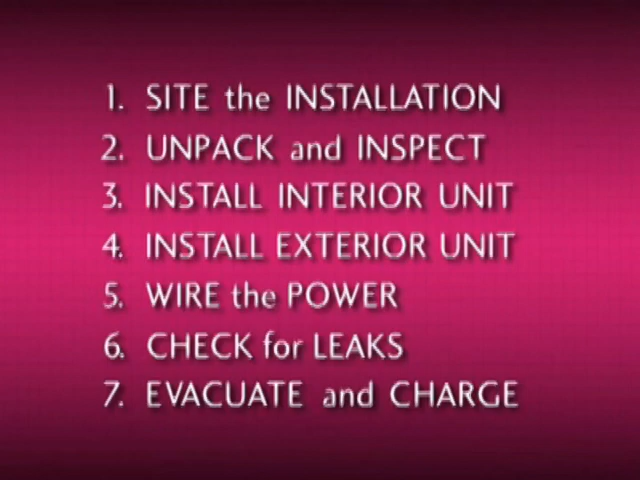 1. SITE the INSTALLATION
2. UNPACK and INSPECT
3. INSTALL INTERIOR UNIT
4. INSTALL EXTERIOR UNIT
5. WIRE the POWER
6. CHECK for LEAKS
7. EVACUATE and CHARGE